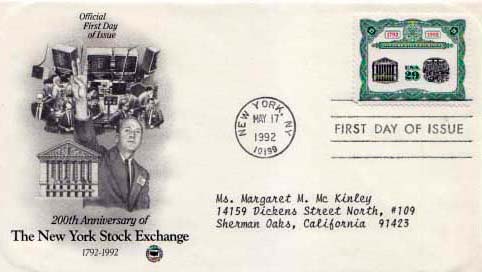 Official
First Day
of Issue
200th Anniversary of
The New York Stock Exchange
1792-1992
1792 1992
USA
29
NEW YORK, NY
MAY 17
1992
10199
FIRST DAY OF ISSUE
Ms. Margaret M. Mc Kinley
14159 Dickens Street North, #109
Sherman Oaks, California 91423